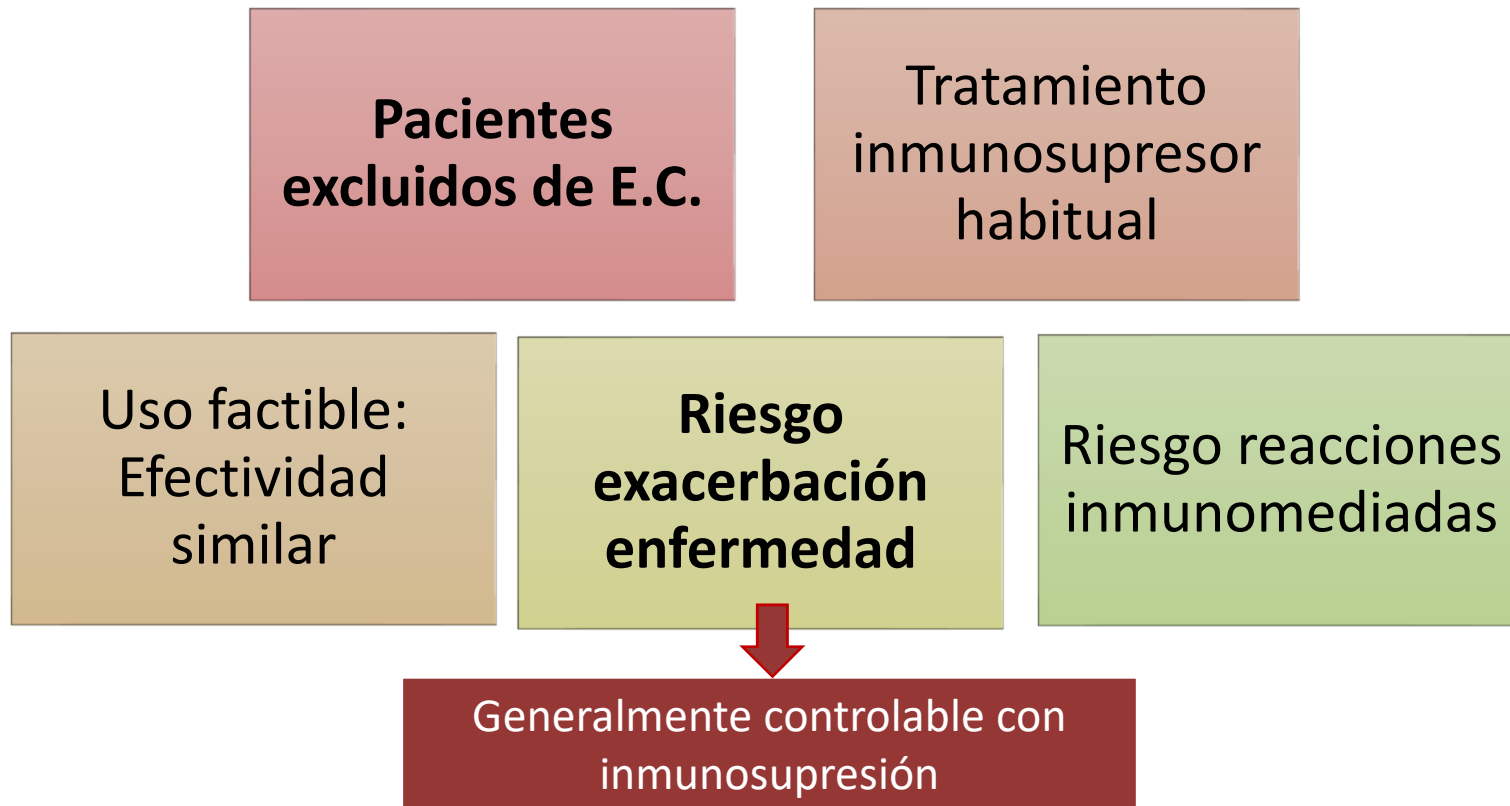 Pacientes
excluidos de E.C.
Tratamiento
inmunosupresor
habitual
Uso factible:
Efectividad
similar
Riesgo
exacerbación
enfermedad
Riesgo reacciones
inmunomediadas
Generalmente controlable con
inmunosupresión